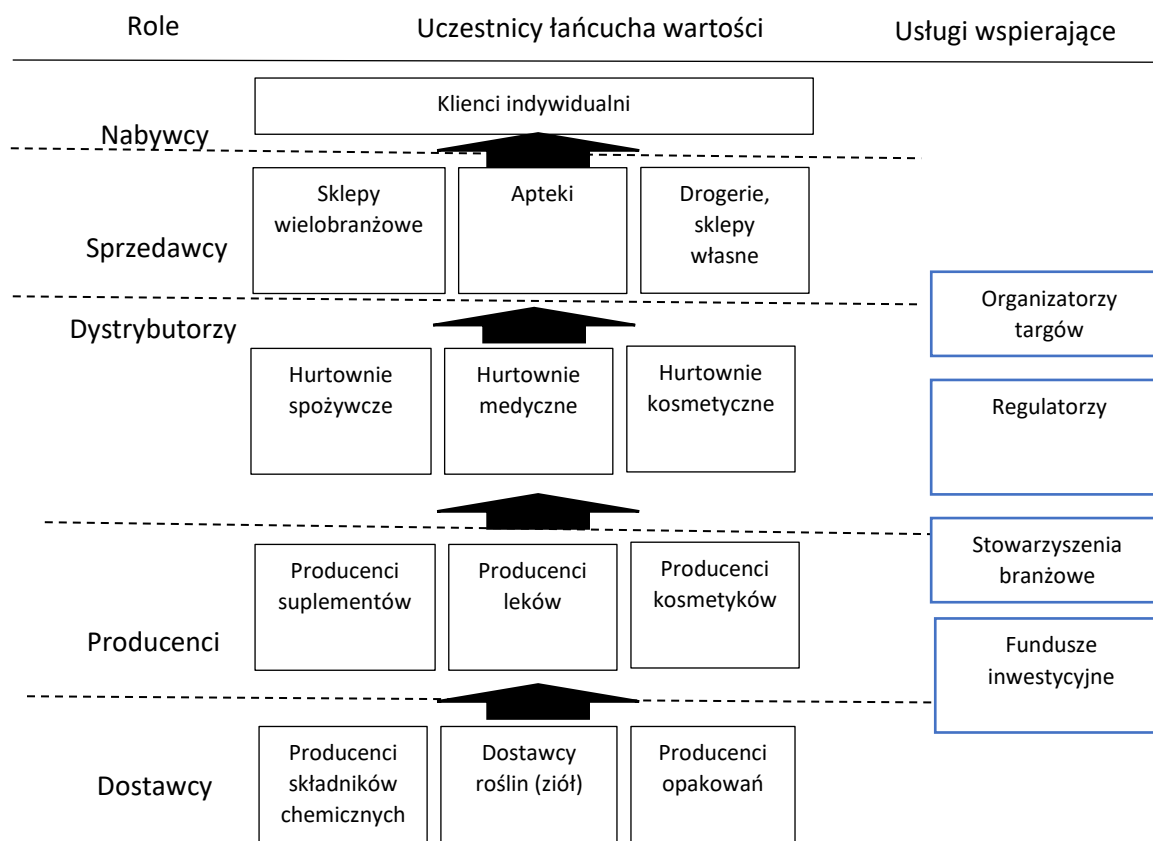 Role
Uczestnicy łańcucha wartości
Usługi wspierające
Klienci indywidualni
Nabywcy
Sklepy
wielobranżowe
Apteki
Drogerie,
sklepy
własne
Sprzedawcy
Organizatorzy
targów
Dystrybutorzy
Hurtownie
spożywcze
Hurtownie
medyczne
Hurtownie
kosmetyczne
Regulatorzy
Stowarzyszenia
branżowe
Producenci
suplementów
Producenci
leków
Producenci
kosmetyków
Producenci
Fundusze
inwestycyjne
Dostawcy
Producenci
składników
chemicznych
Dostawcy
roślin (ziół)
Producenci
opakowań